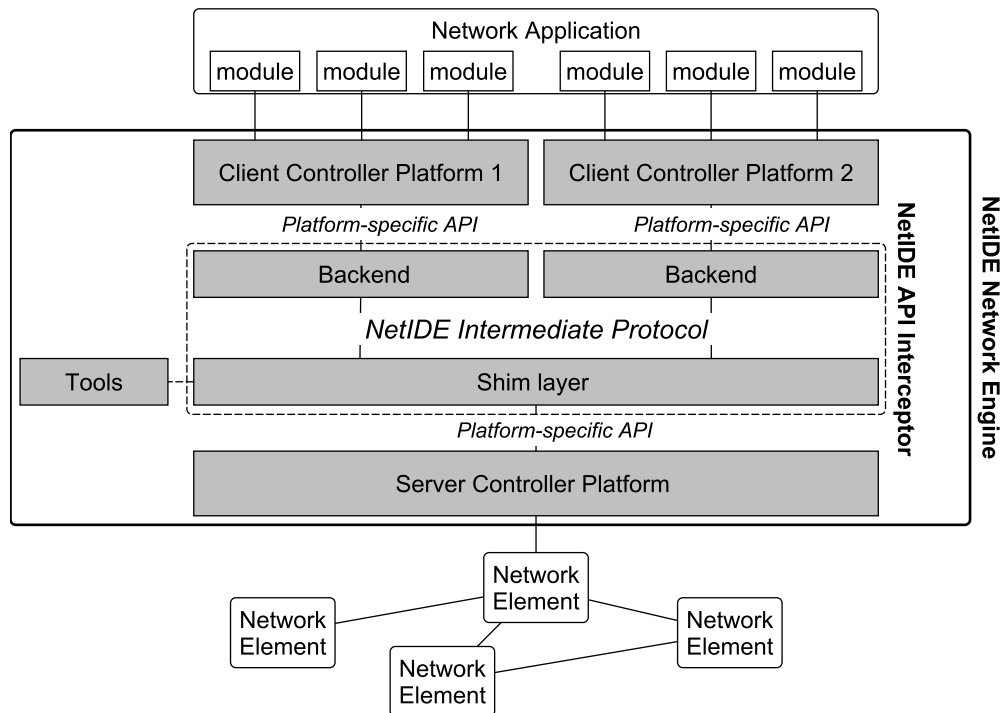 Network Application
module module module module module module
Client Controller Platform 1
Client Controller Platform 2
Platform-specific API
Platform-specific API
Backend
Backend
NetIDE Intermediate Protocol
Tools
Shim layer
Platform-specific API
Server Controller Platform
NetIDE API Interceptor
NetIDE Network Engine
Network
Element
Network
Element
Network
Element
Network
Element